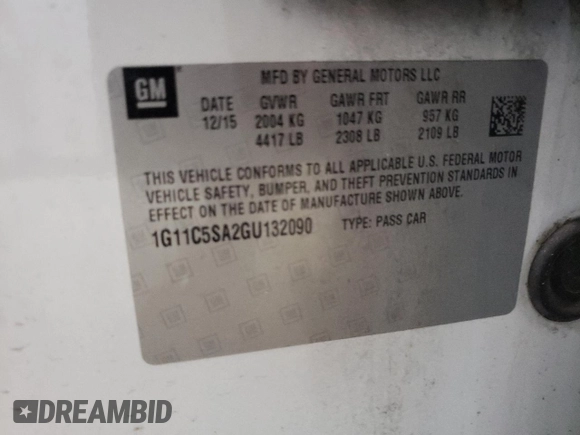 GM
MFD BY GENERAL MOTORS LLC
DATE GVWR GAWR FRT GAWR RR
12/15 2004 KG 1047 KG 957 KG
4417 LB 2308 LB 2109 LB
THIS VEHICLE CONFORMS TO ALL APPLICABLE U.S. FEDERAL MOTOR
VEHICLE SAFETY, BUMPER, AND THEFT PREVENTION STANDARDS IN
EFFECT ON THE DATE OF MANUFACTURE SHOWN ABOVE.
1G11C5SA2GU132090 TYPE: PASS CAR
DREAMBID